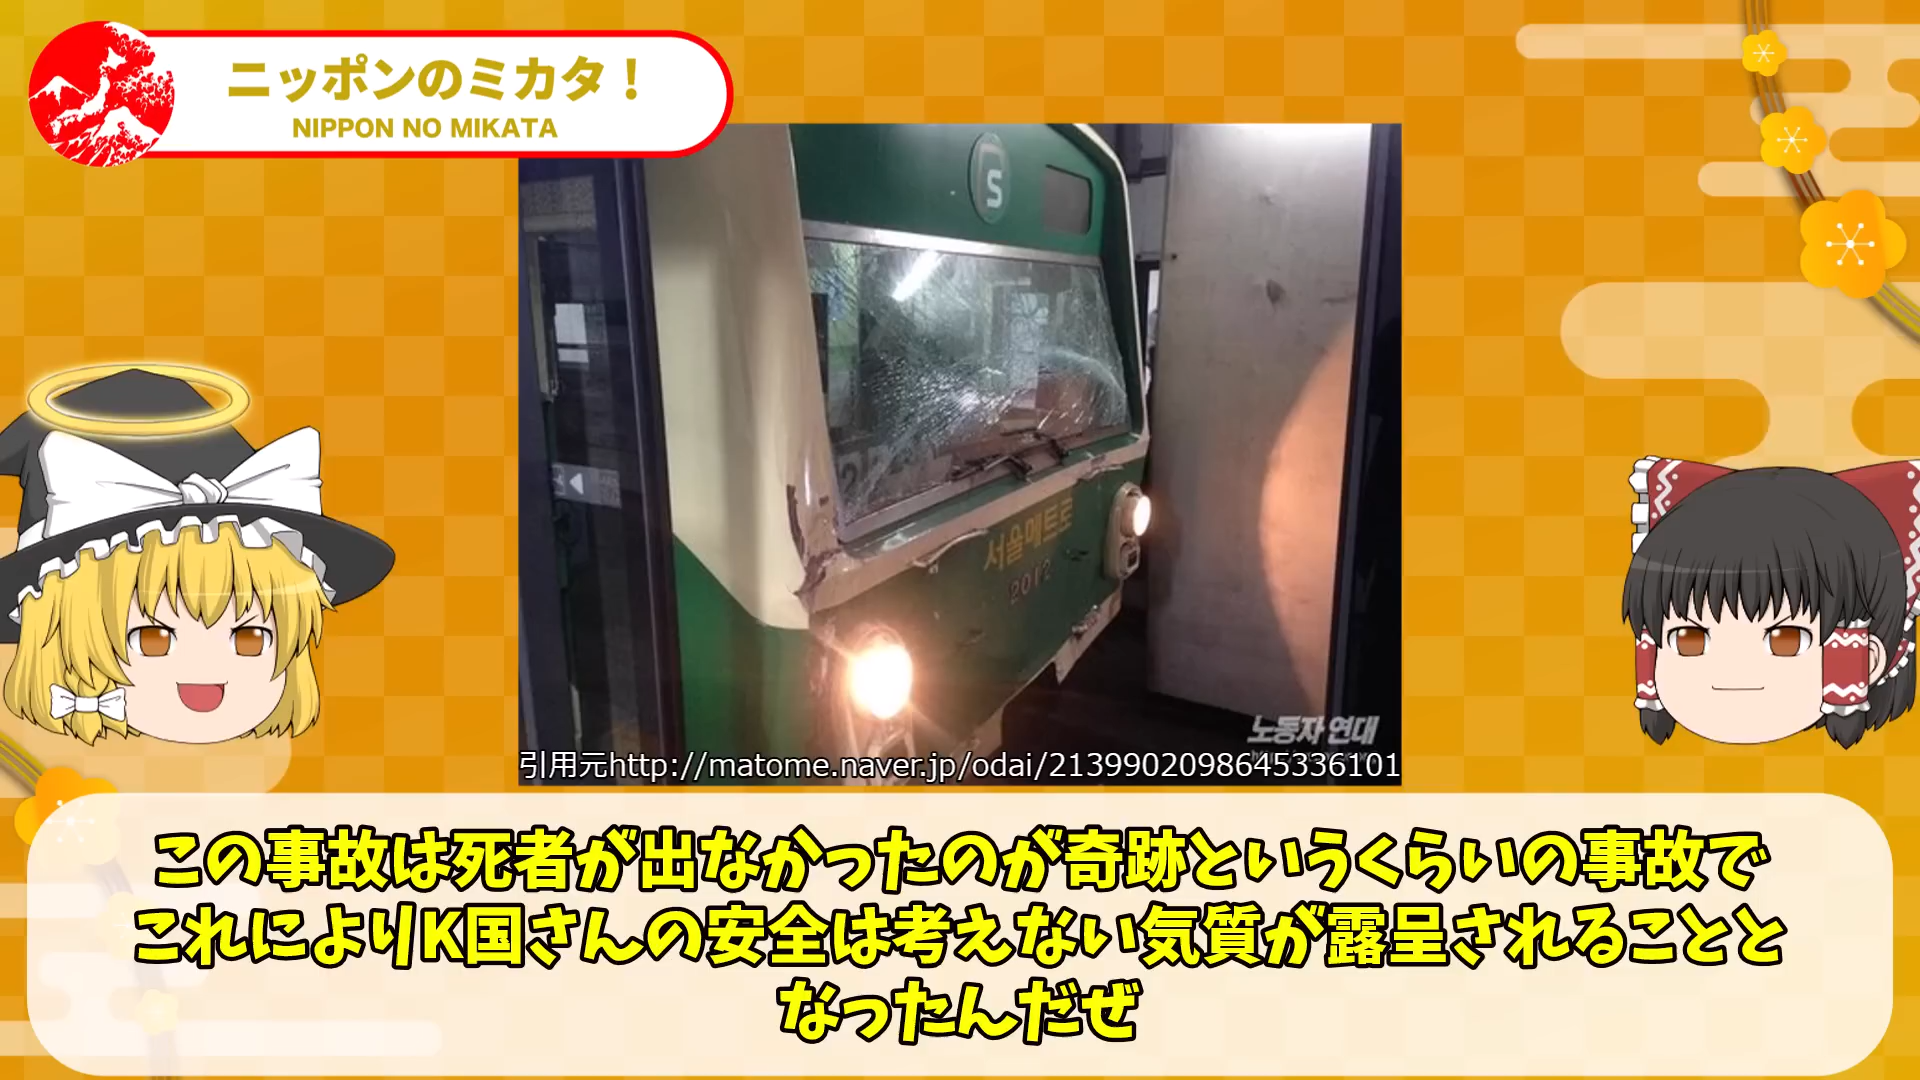 ニッポンのミカタ！
NIPPON NO MIKATA
S
서울메트로
2012
노동자 연대
引用元http://matome.naver.jp/odai/2139902098645336101
この事故は死者が出なかったのが奇跡というくらいの事故で
これによりK国さんの安全は考えない気質が露呈されることと
なったんだぜ